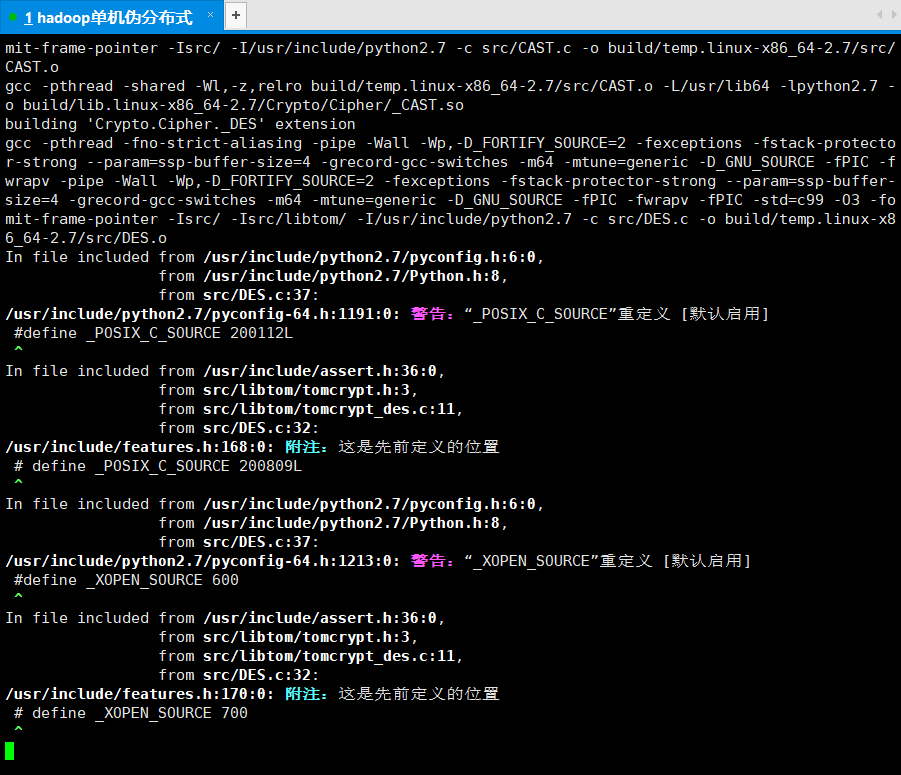 1 hadoop单机伪分布式 × +
mit-frame-pointer -Isrc/ -I/usr/include/python2.7 -c src/CAST.c -o build/temp.linux-x86_64-2.7/src/
CAST.o
gcc -pthread -shared -Wl,-z,relro build/temp.linux-x86_64-2.7/src/CAST.o -L/usr/lib64 -lpython2.7 -
o build/lib.linux-x86_64-2.7/Crypto/Cipher/_CAST.so
building 'Crypto.Cipher._DES' extension
gcc -pthread -fno-strict-aliasing -pipe -Wall -Wp,-D_FORTIFY_SOURCE=2 -fexceptions -fstack-protecto
r-strong --param=ssp-buffer-size=4 -grecord-gcc-switches -m64 -mtune=generic -D_GNU_SOURCE -fPIC -f
wrapv -pipe -Wall -Wp,-D_FORTIFY_SOURCE=2 -fexceptions -fstack-protector-strong --param=ssp-buffer-
size=4 -grecord-gcc-switches -m64 -mtune=generic -D_GNU_SOURCE -fPIC -fwrapv -fPIC -std=c99 -O3 -fo
mit-frame-pointer -Isrc/ -Isrc/libtom/ -I/usr/include/python2.7 -c src/DES.c -o build/temp.linux-x8
6_64-2.7/src/DES.o
In file included from /usr/include/python2.7/pyconfig.h:6:0,
                 from /usr/include/python2.7/Python.h:8,
                 from src/DES.c:37:
/usr/include/python2.7/pyconfig-64.h:1191:0: 警告：“_POSIX_C_SOURCE”重定义 [默认启用]
 #define _POSIX_C_SOURCE 200112L
 ^
In file included from /usr/include/assert.h:36:0,
                 from src/libtom/tomcrypt.h:3,
                 from src/libtom/tomcrypt_des.c:11,
                 from src/DES.c:32:
/usr/include/features.h:168:0: 附注：这是先前定义的位置
 # define _POSIX_C_SOURCE 200809L
 ^
In file included from /usr/include/python2.7/pyconfig.h:6:0,
                 from /usr/include/python2.7/Python.h:8,
                 from src/DES.c:37:
/usr/include/python2.7/pyconfig-64.h:1213:0: 警告：“_XOPEN_SOURCE”重定义 [默认启用]
 #define _XOPEN_SOURCE 600
 ^
In file included from /usr/include/assert.h:36:0,
                 from src/libtom/tomcrypt.h:3,
                 from src/libtom/tomcrypt_des.c:11,
                 from src/DES.c:32:
/usr/include/features.h:170:0: 附注：这是先前定义的位置
 # define _XOPEN_SOURCE 700
 ^